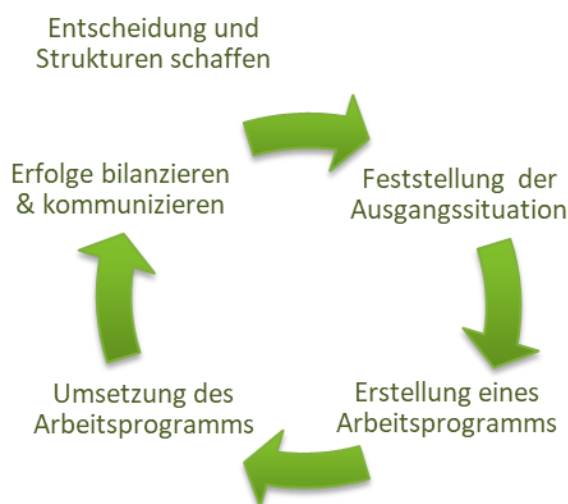 Entscheidung und
Strukturen schaffen
Erfolge bilanzieren
& kommunizieren
Feststellung der
Ausgangssituation
Umsetzung des
Arbeitsprogramms
Erstellung eines
Arbeitsprogramms